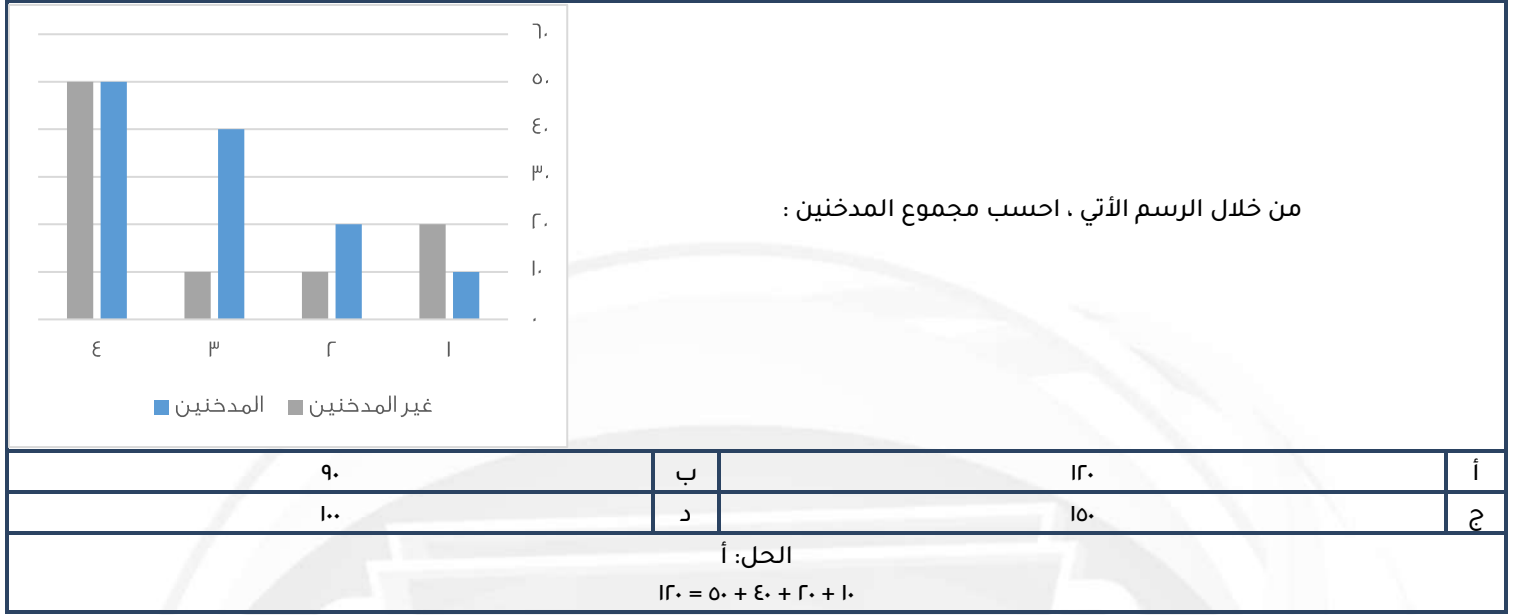 من خلال الرسم الأتي ، احسب مجموع المدخنين :
٦٠
٥٠
٤٠
٣٠
٢٠
١٠
٠
١ ٢ ٣ ٤
غير المدخنين المدخنين
أ ١٢٠ ب ٩٠
ج ١٥٠ د ١٠٠
الحل: أ
١٠ + ٢٠ + ٤٠ + ٥٠ = ١٢٠